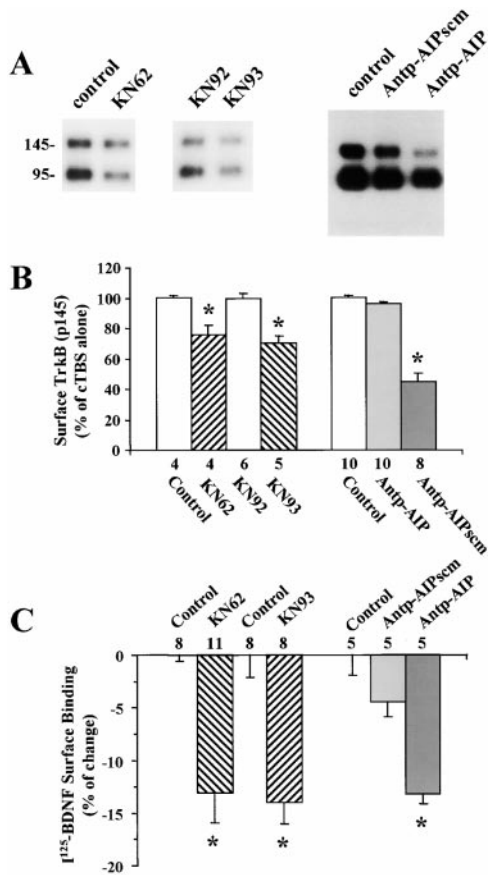 A
control
KN62
KN92
KN93
control
Antp-AIPscm
Antp-AIP
145-
95-
B
Surface TrkB (p145)
(% of cTBS alone)
120
100
80
60
40
20
0
*
*
*
4 4 6 5 10 10 8
Control
KN62
KN92
KN93
Control
Antp-AIP
Antp-AIPscm
C
Control
KN62
Control
KN93
Control
Antp-AIPscm
Antp-AIP
8 11 8 8 5 5 5
I[¹²⁵-BDNF Surface Binding
(% of change)
0
-5
-10
-15
-20
*
*
*